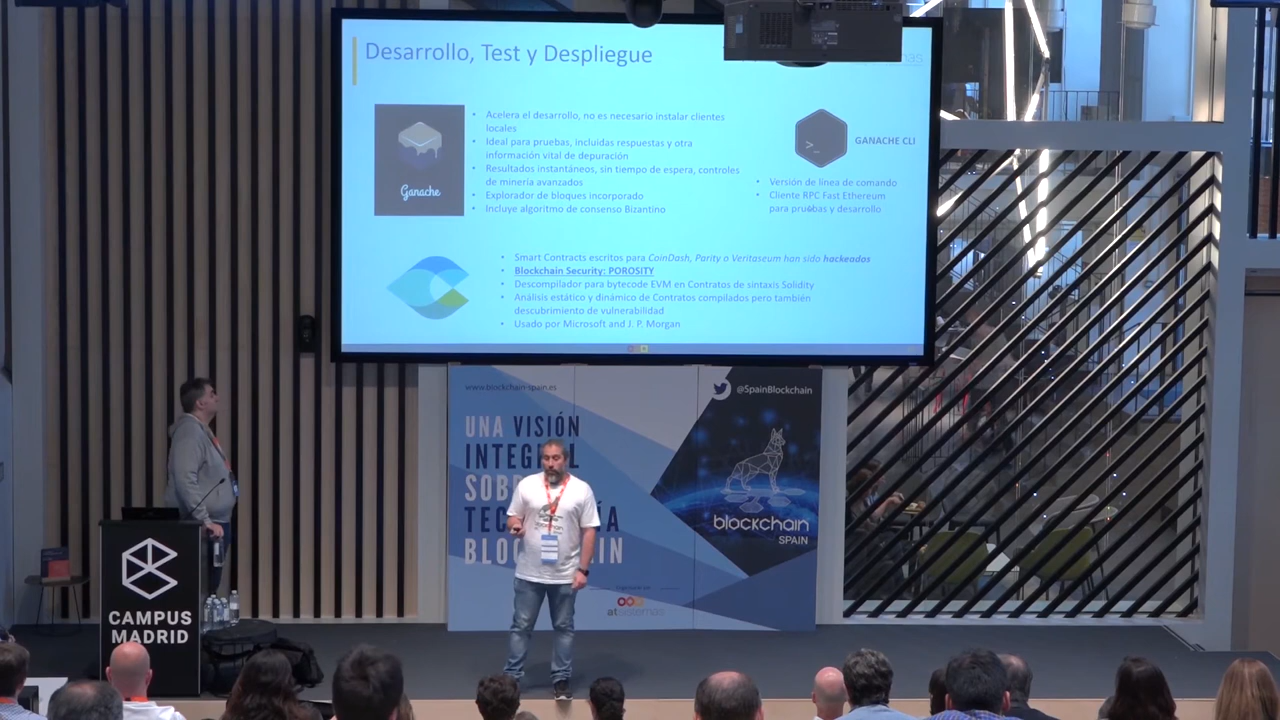 Desarrollo, Test y Despliegue
Ganache
• Acelera el desarrollo, no es necesario instalar clientes
locales
• Ideal para pruebas, incluidas respuestas y otra
información vital de depuración
• Resultados instantáneos, sin tiempo de espera, controles
de minería avanzados
• Explorador de bloques incorporado
• Incluye algoritmo de consenso Bizantino
>_
GANACHE CLI
• Versión de línea de comando
• Cliente RPC Fast Ethereum
para pruebas y desarrollo
• Smart Contracts escritos para CoinDash, Parity o Veritaseum han sido hackeados
• Blockchain Security: POROSITY
• Descompilador para bytecode EVM en Contratos de sintaxis Solidity
• Análisis estático y dinámico de Contratos compilados pero también
descubrimiento de vulnerabilidad
• Usado por Microsoft and J. P. Morgan
www.blockchain-spain.es
@SpainBlockchain
UNA VISIÓN
blockchain
SPAIN
atsistemas
CAMPUS
MADRID